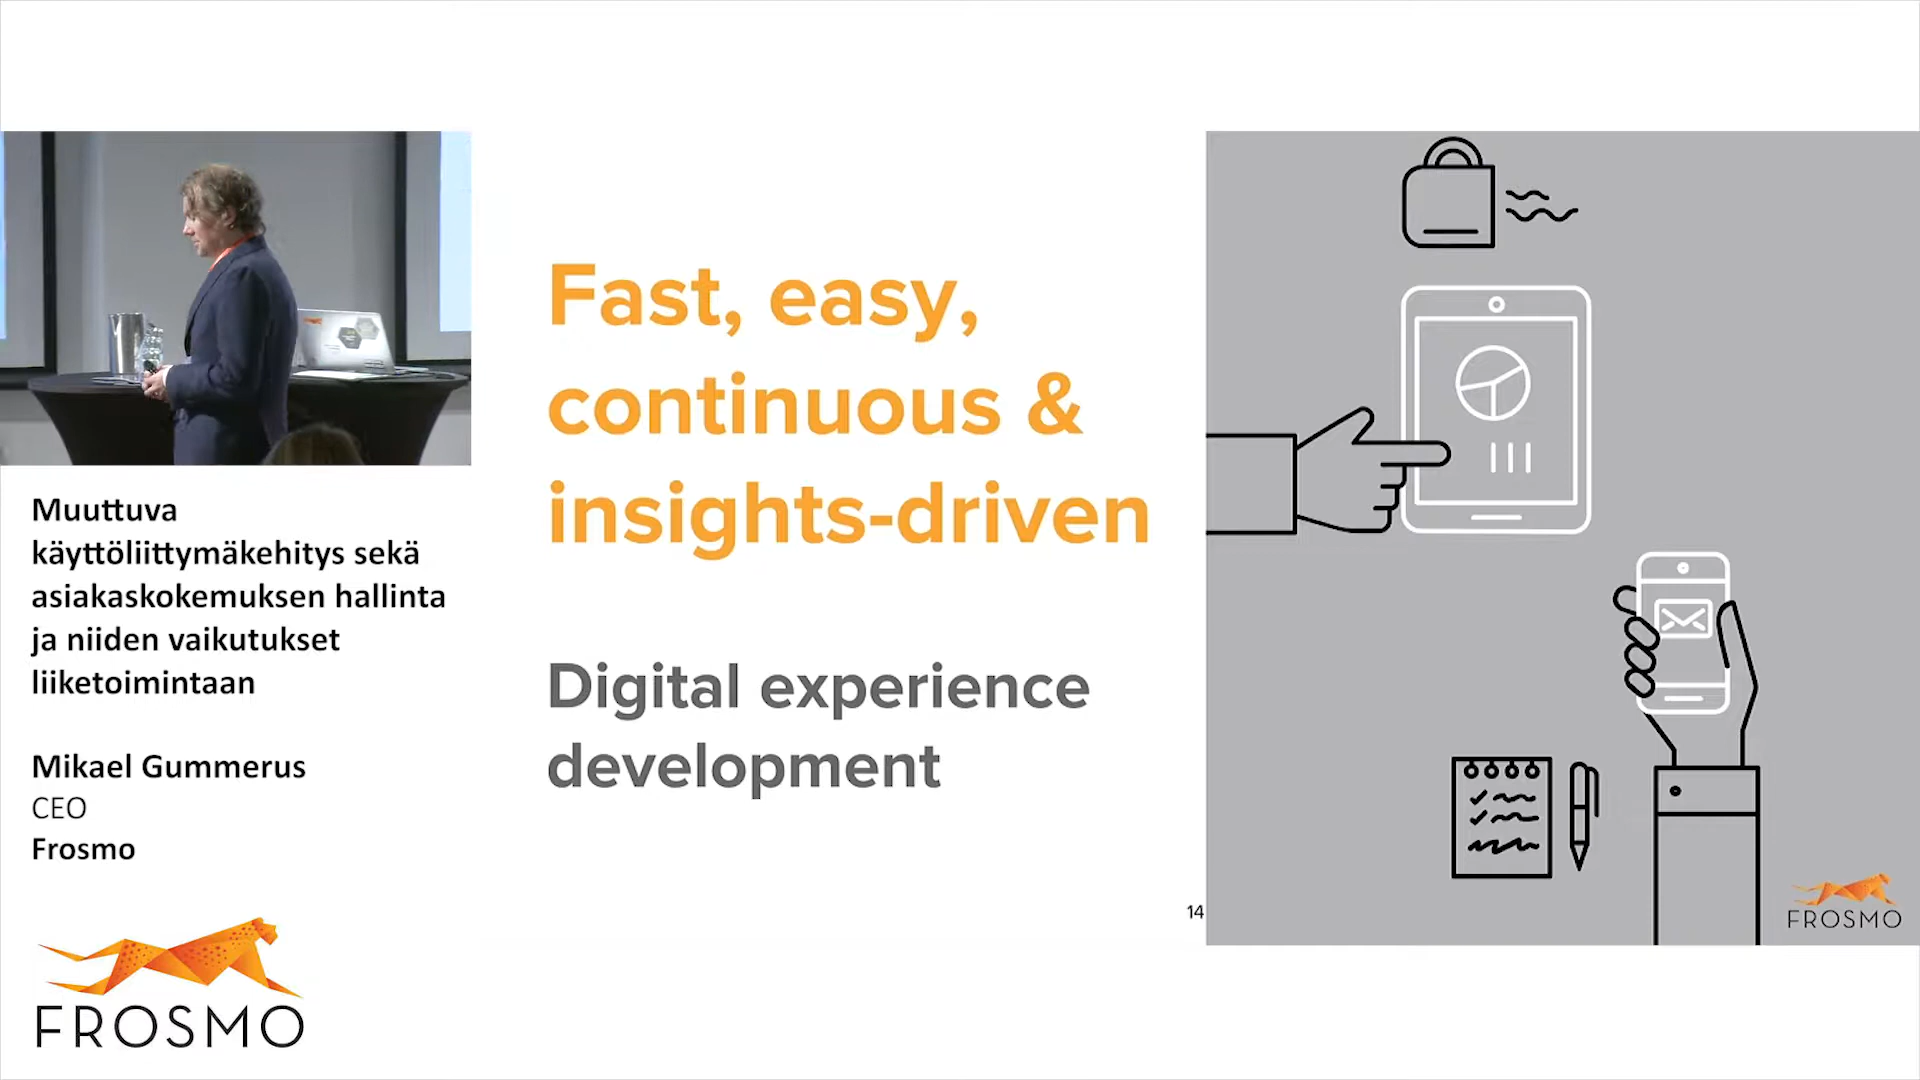 Muuttuva
käyttöliittymäkehitys sekä
asiakaskokemuksen hallinta
ja niiden vaikutukset
liiketoimintaan
Mikael Gummerus
CEO
Frosmo
FROSMO
Fast, easy,
continuous &
insights-driven
Digital experience
development
14
FROSMO